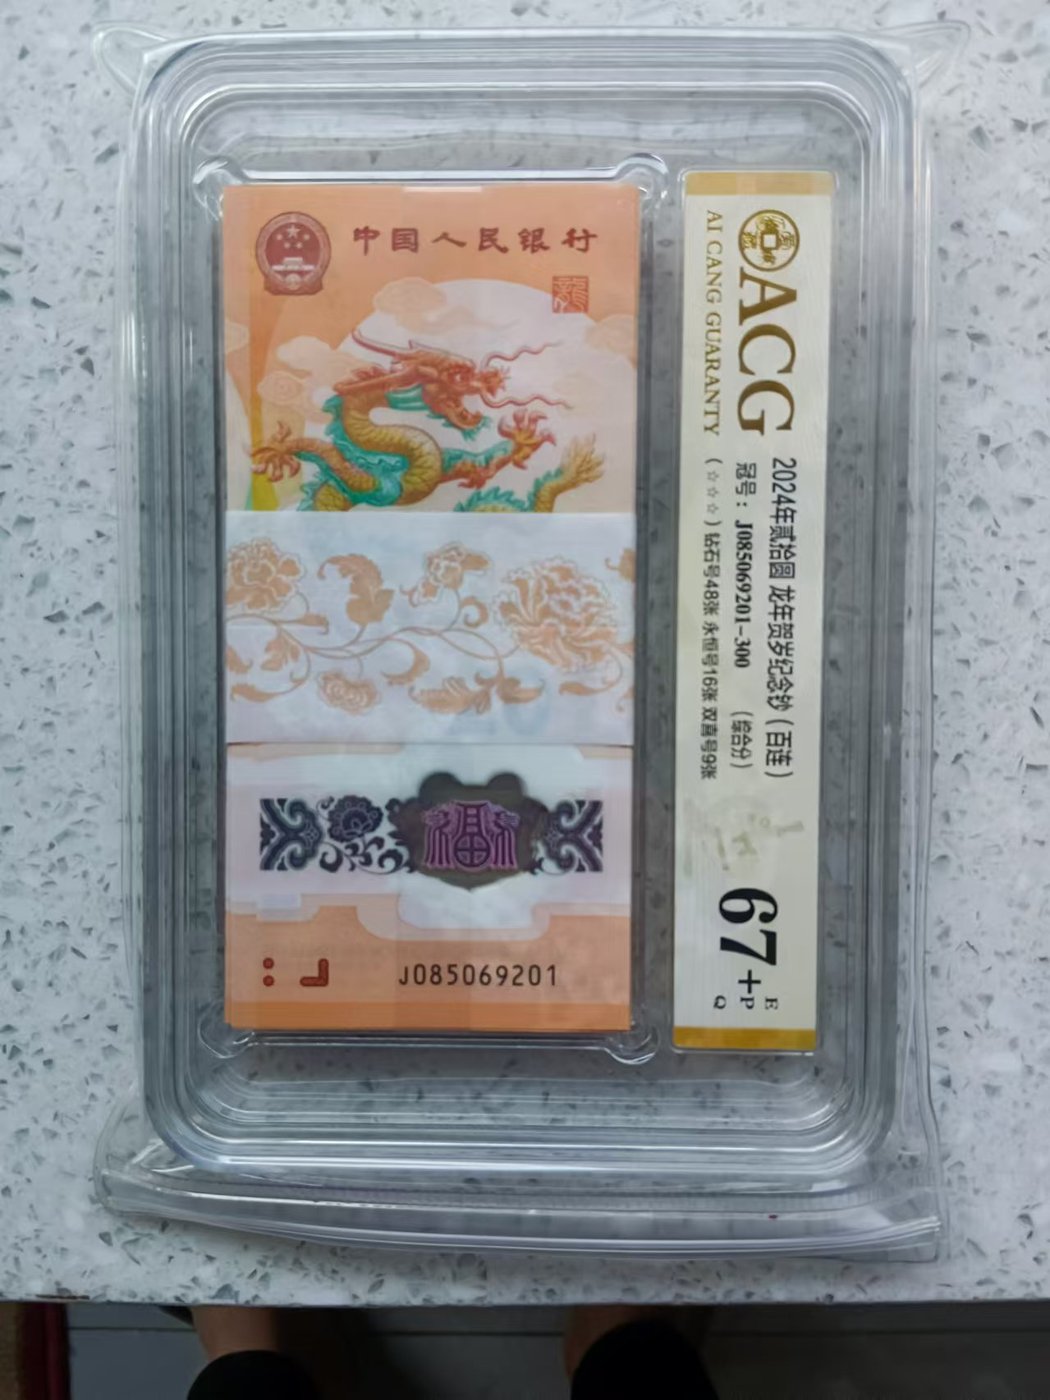 中国人民银行
龍
福
J085069201
ACG
AI CANG GUARANTY
2024年贰拾圆 龙年贺岁纪念钞（百连）
冠号：J085069201-300 （综合分）
（☆☆☆）钻石号48张 永恒号16张 双喜号9张
67+
E
P
Q